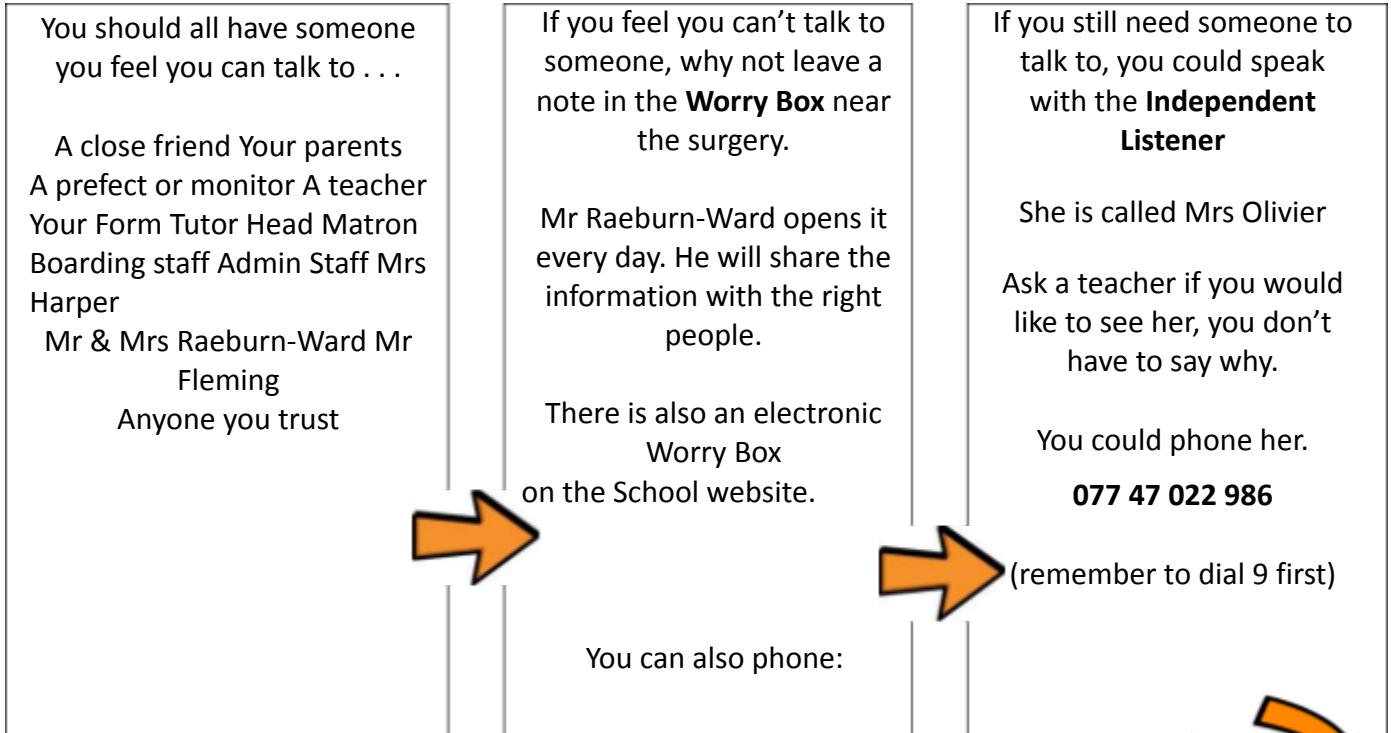 You should all have someone
you feel you can talk to . . .
A close friend Your parents
A prefect or monitor A teacher
Your Form Tutor Head Matron
Boarding staff Admin Staff Mrs
Harper
Mr & Mrs Raeburn-Ward Mr
Fleming
Anyone you trust
If you feel you can’t talk to
someone, why not leave a
note in the Worry Box near
the surgery.
Mr Raeburn-Ward opens it
every day. He will share the
information with the right
people.
There is also an electronic
Worry Box
on the School website.
You can also phone:
If you still need someone to
talk to, you could speak
with the Independent
Listener
She is called Mrs Olivier
Ask a teacher if you would
like to see her, you don’t
have to say why.
You could phone her.
077 47 022 986
(remember to dial 9 first)